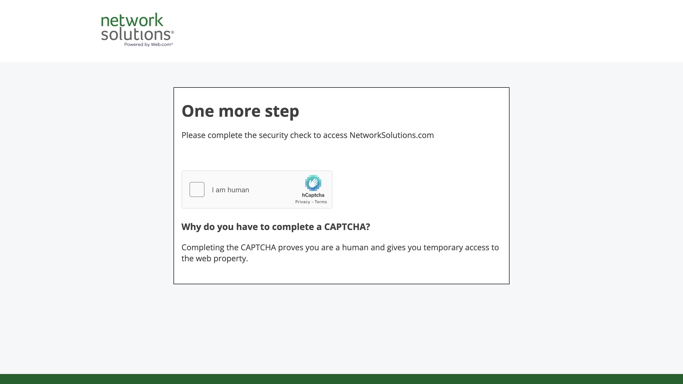 network
solutions®
Powered by Web.com®
One more step
Please complete the security check to access NetworkSolutions.com
I am human
hCaptcha
Privacy - Terms
Why do you have to complete a CAPTCHA?
Completing the CAPTCHA proves you are a human and gives you temporary access to
the web property.